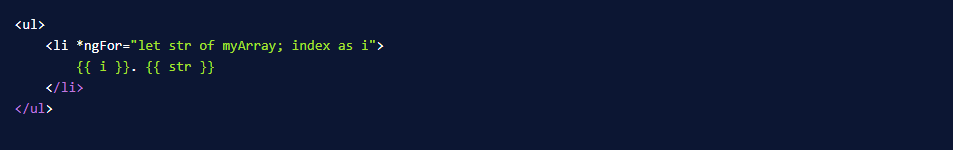 <ul>
    <li *ngFor="let str of myArray; index as i">
        {{ i }}. {{ str }}
    </li>
</ul>